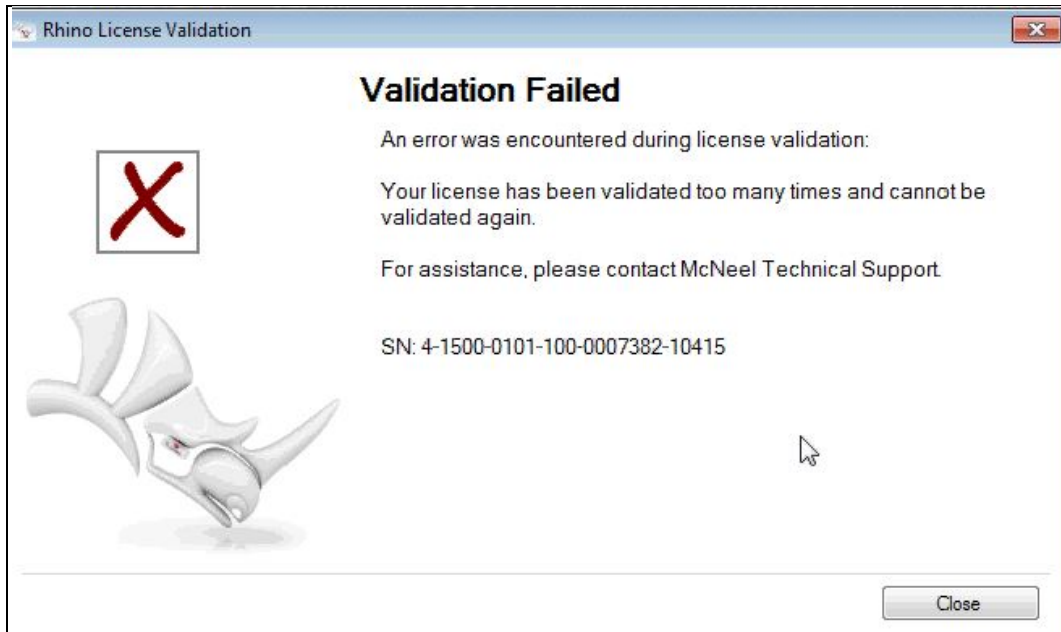 Rhino License Validation
Validation Failed
An error was encountered during license validation:
Your license has been validated too many times and cannot be
validated again.
For assistance, please contact McNeel Technical Support.
SN: 4-1500-0101-100-0007382-10415
Close